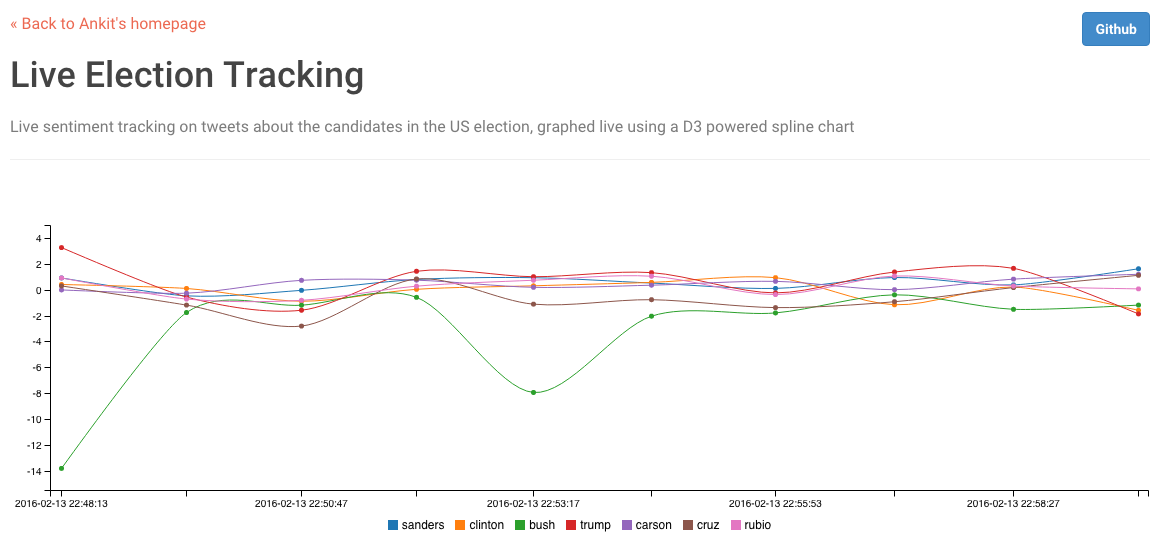 « Back to Ankit's homepage
Github
Live Election Tracking
Live sentiment tracking on tweets about the candidates in the US election, graphed live using a D3 powered spline chart
4
2
0
-2
-4
-6
-8
-10
-12
-14
2016-02-13 22:48:13 2016-02-13 22:50:47 2016-02-13 22:53:17 2016-02-13 22:55:53 2016-02-13 22:58:27
sanders clinton bush trump carson cruz rubio